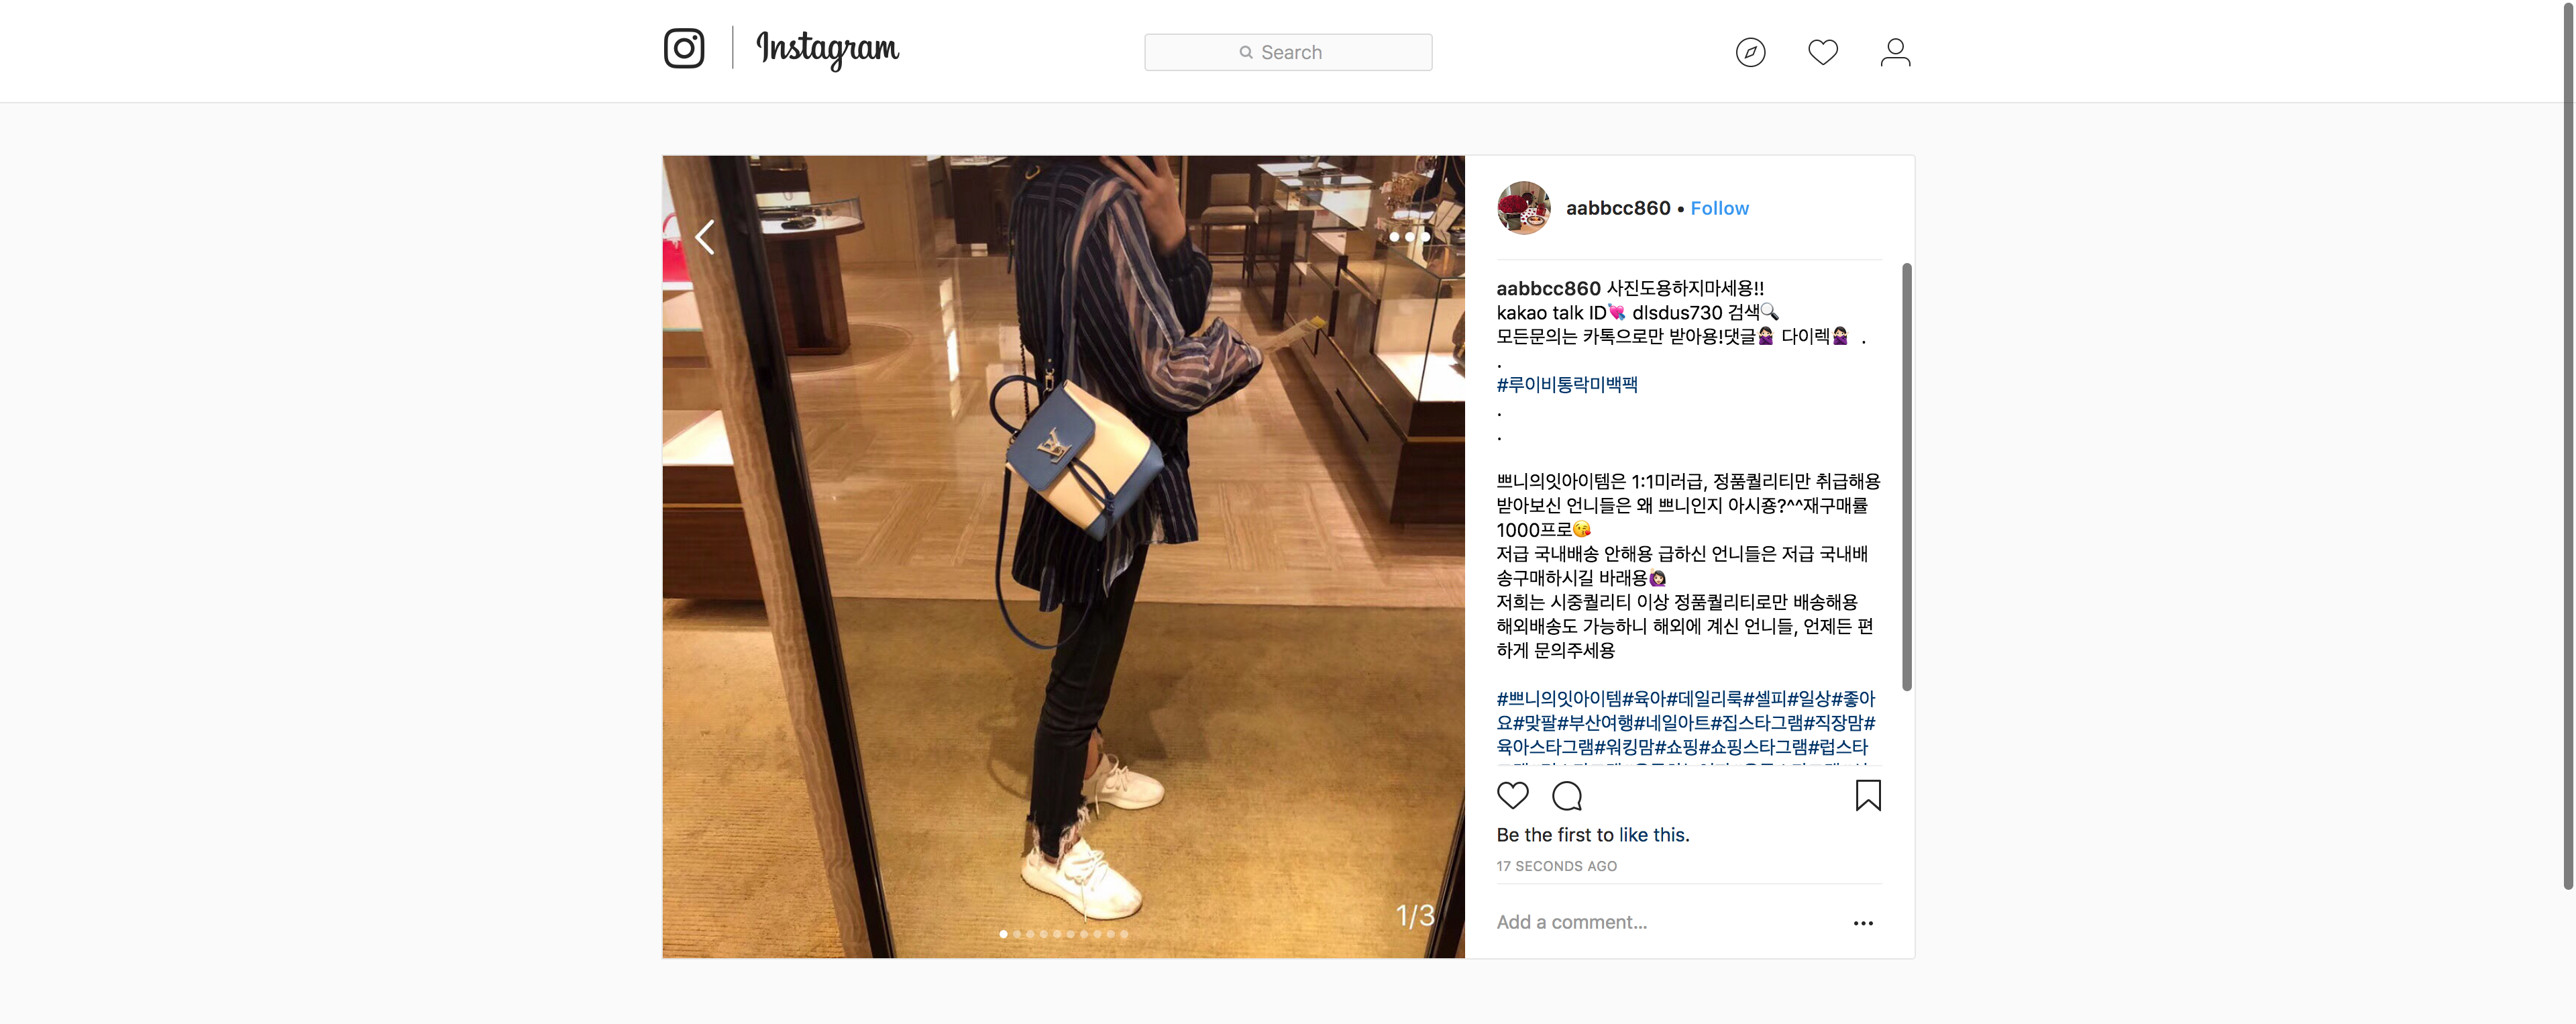 Instagram
Search
aabbcc860 • Follow
aabbcc860 사진도용하지마세용!!
kakao talk ID💘 dlsdus730 검색🔍
모든문의는 카톡으로만 받아용!댓글🙅🏻 다이렉🙅🏻 .
.
#루이비통락미백팩
.
.
쁘니의잇아이템은 1:1미러급, 정품퀄리티만 취급해용
받아보신 언니들은 왜 쁘니인지 아시죵?^^재구매률
1000프로😘
저급 국내배송 안해용 급하신 언니들은 저급 국내배
송구매하시길 바래용🙋🏻
저희는 시중퀄리티 이상 정품퀄리티로만 배송해용
해외배송도 가능하니 해외에 계신 언니들, 언제든 편
하게 문의주세용
#쁘니의잇아이템#육아#데일리룩#셀피#일상#좋아
요#맞팔#부산여행#네일아트#집스타그램#직장맘#
육아스타그램#워킹맘#쇼핑#쇼핑스타그램#럽스타
Be the first to like this.
17 SECONDS AGO
Add a comment...
LV
1/3